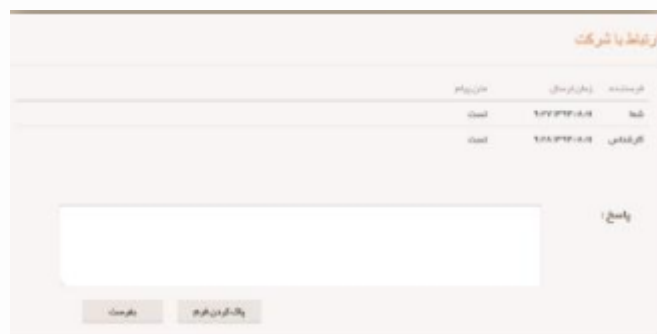 ارتباط با شرکت
فرستنده زمان ارسال متن پیام
شما تست
کارشناس تست
پاسخ :
پاک کردن فرم بفرست